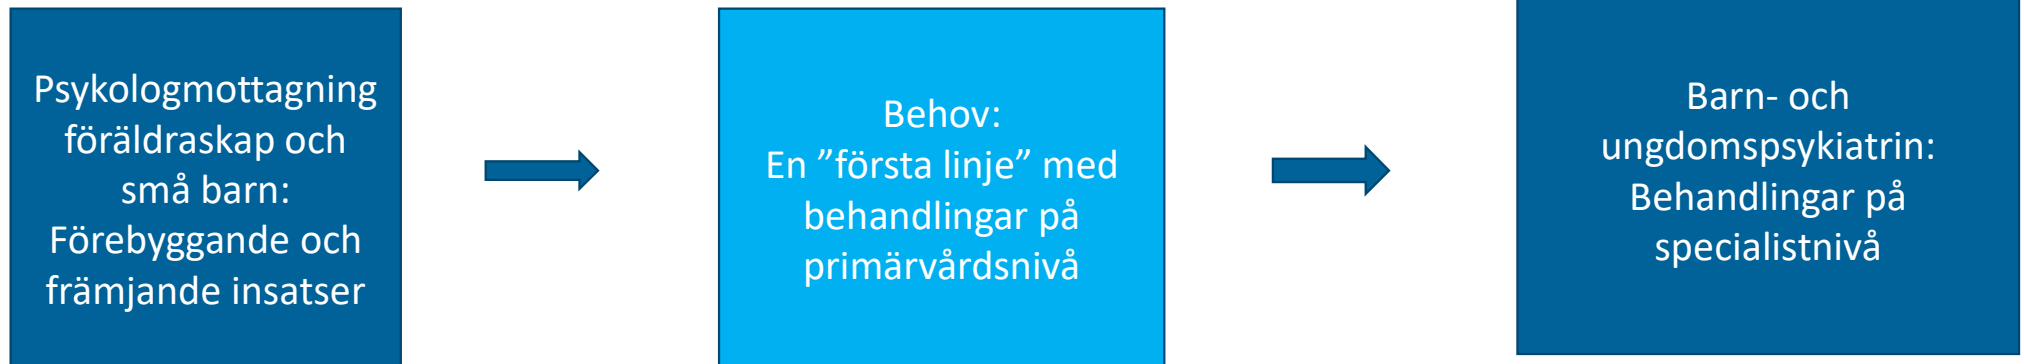 Psykologmottagning
föräldraskap och
små barn:
Förebyggande och
främjande insatser
Behov:
En ”första linje” med
behandlingar på
primärvårdsnivå
Barn- och
ungdomspsykiatrin:
Behandlingar på
specialistnivå